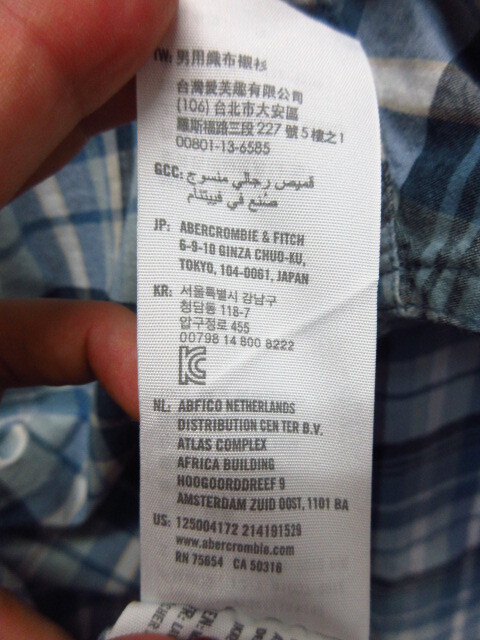 TW: 男用織布襯衫
台灣愛芙趣有限公司
(106) 台北市大安區
羅斯福路三段 227 號 5 樓之1
00801-13-6585
GCC: قميص رجالي منسوج
صُنع في فيتنام
JP: ABERCROMBIE & FITCH
6-9-10 GINZA CHUO-KU,
TOKYO, 104-0061, JAPAN
KR: 서울특별시 강남구
청담동 118-7
압구정로 455
00798 14 800 8222
NL: ABFICO NETHERLANDS
DISTRIBUTION CEN TER B.V.
ATLAS COMPLEX
AFRICA BUILDING
HOOGOORDDREEF 9
AMSTERDAM ZUID OOST, 1101 BA
US: 125004172 214191529
www.abercrombie.com
RN 75654 CA 50316